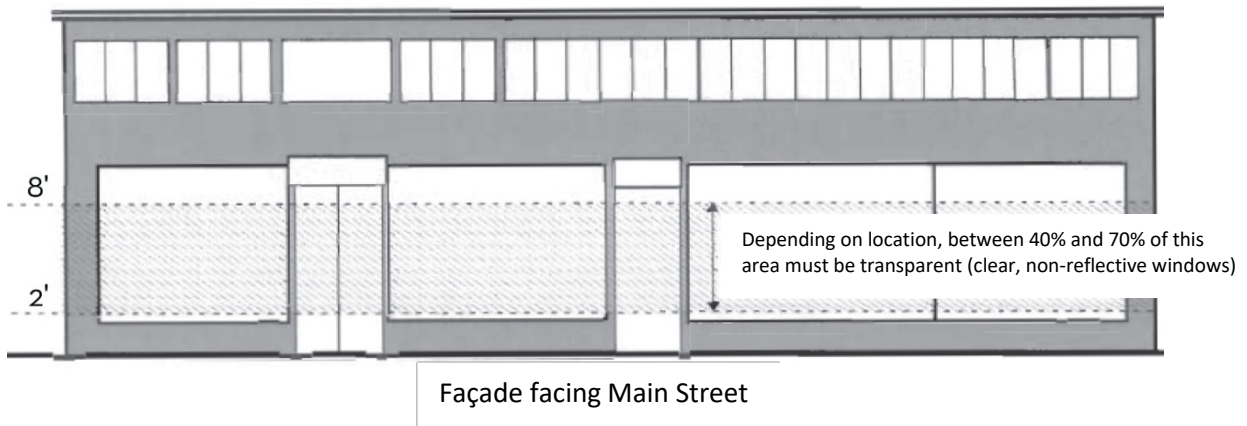 8'
Depending on location, between 40% and 70% of this
area must be transparent (clear, non-reflective windows)
2'
Façade facing Main Street